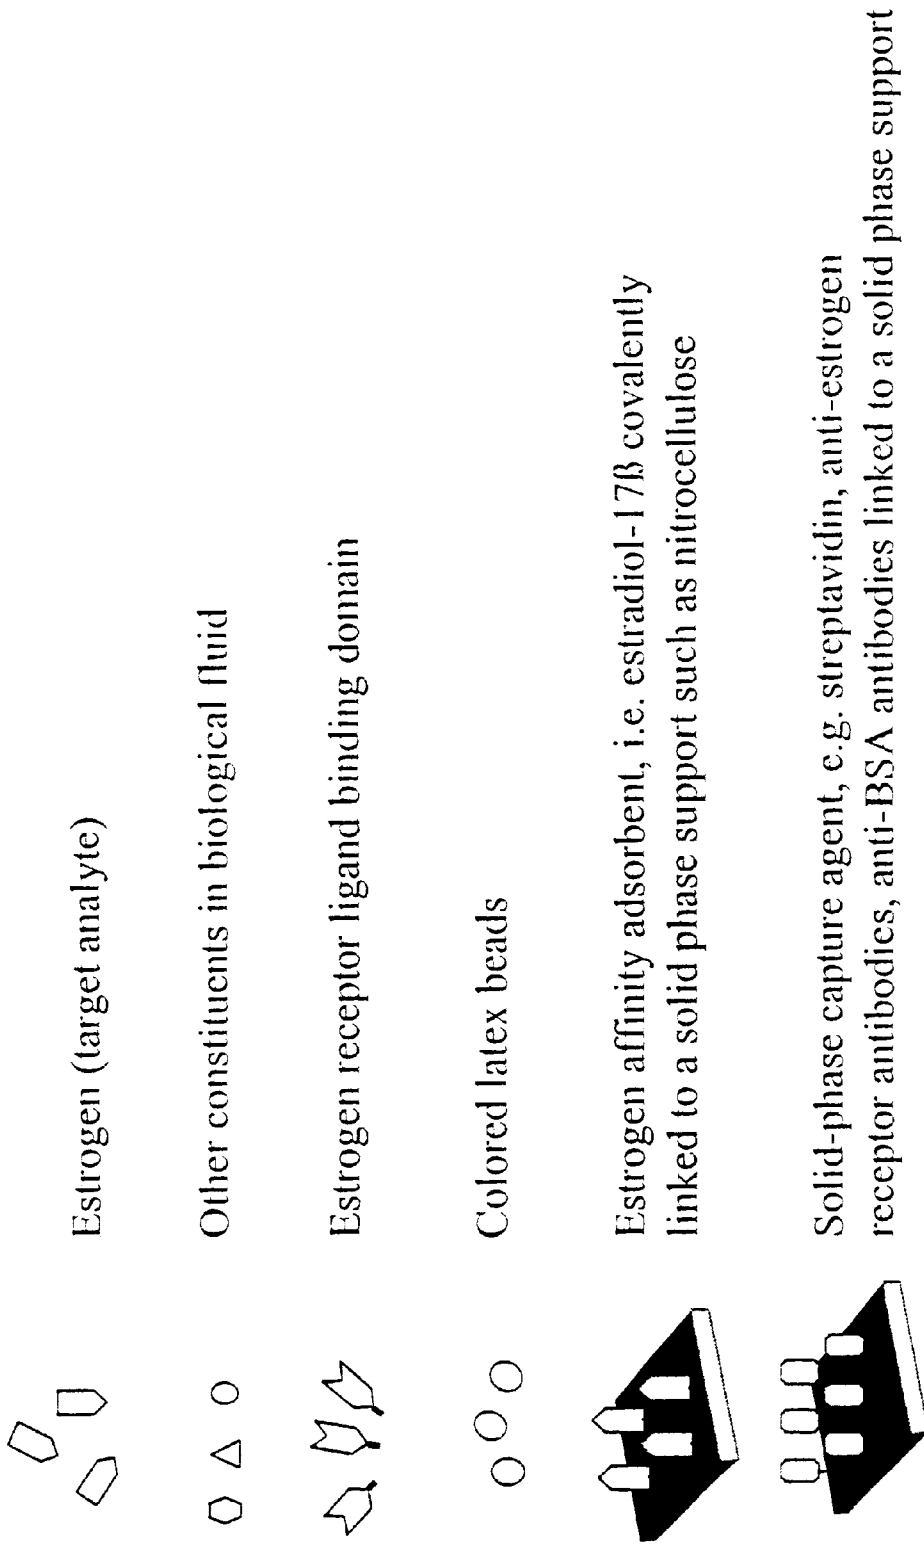 Estrogen (target analyte)
Other constituents in biological fluid
Estrogen receptor ligand binding domain
Colored latex beads
Estrogen affinity adsorbent, i.e. estradiol-17ß covalently
linked to a solid phase support such as nitrocellulose
Solid-phase capture agent, e.g. streptavidin, anti-estrogen
receptor antibodies, anti-BSA antibodies linked to a solid phase support